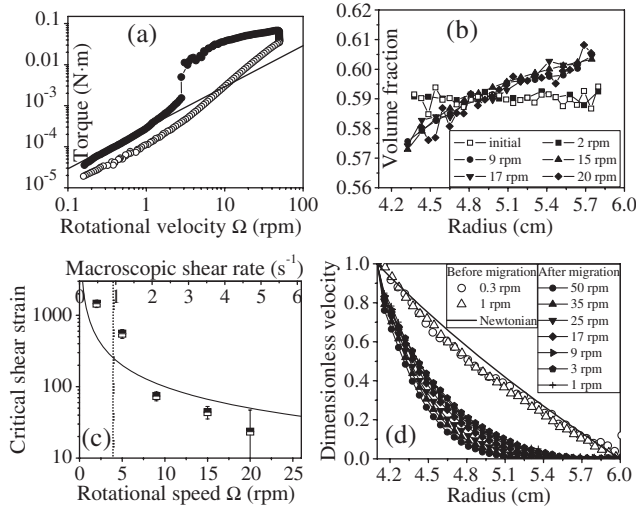 (a)
Torque (N·m)
0.1
0.01
10⁻³
10⁻⁴
10⁻⁵
0.1 1 10 100
Rotational velocity Ω (rpm)
(b)
Volume fraction
0.61
0.60
0.59
0.58
0.57
0.56
initial 2 rpm
9 rpm 15 rpm
17 rpm 20 rpm
4.2 4.5 4.8 5.1 5.4 5.7 6.0
Radius (cm)
Macroscopic shear rate (s⁻¹)
0 1 2 3 4 5 6
Critical shear strain
1000
100
10
(c)
0 5 10 15 20 25
Rotational speed Ω (rpm)
Dimensionless velocity
1.0
0.8
0.6
0.4
0.2
0.0
Before migration
0.3 rpm
1 rpm
Newtonian
After migration
50 rpm
35 rpm
25 rpm
17 rpm
9 rpm
3 rpm
1 rpm
(d)
4.2 4.5 4.8 5.1 5.4 5.7 6.0
Radius (cm)